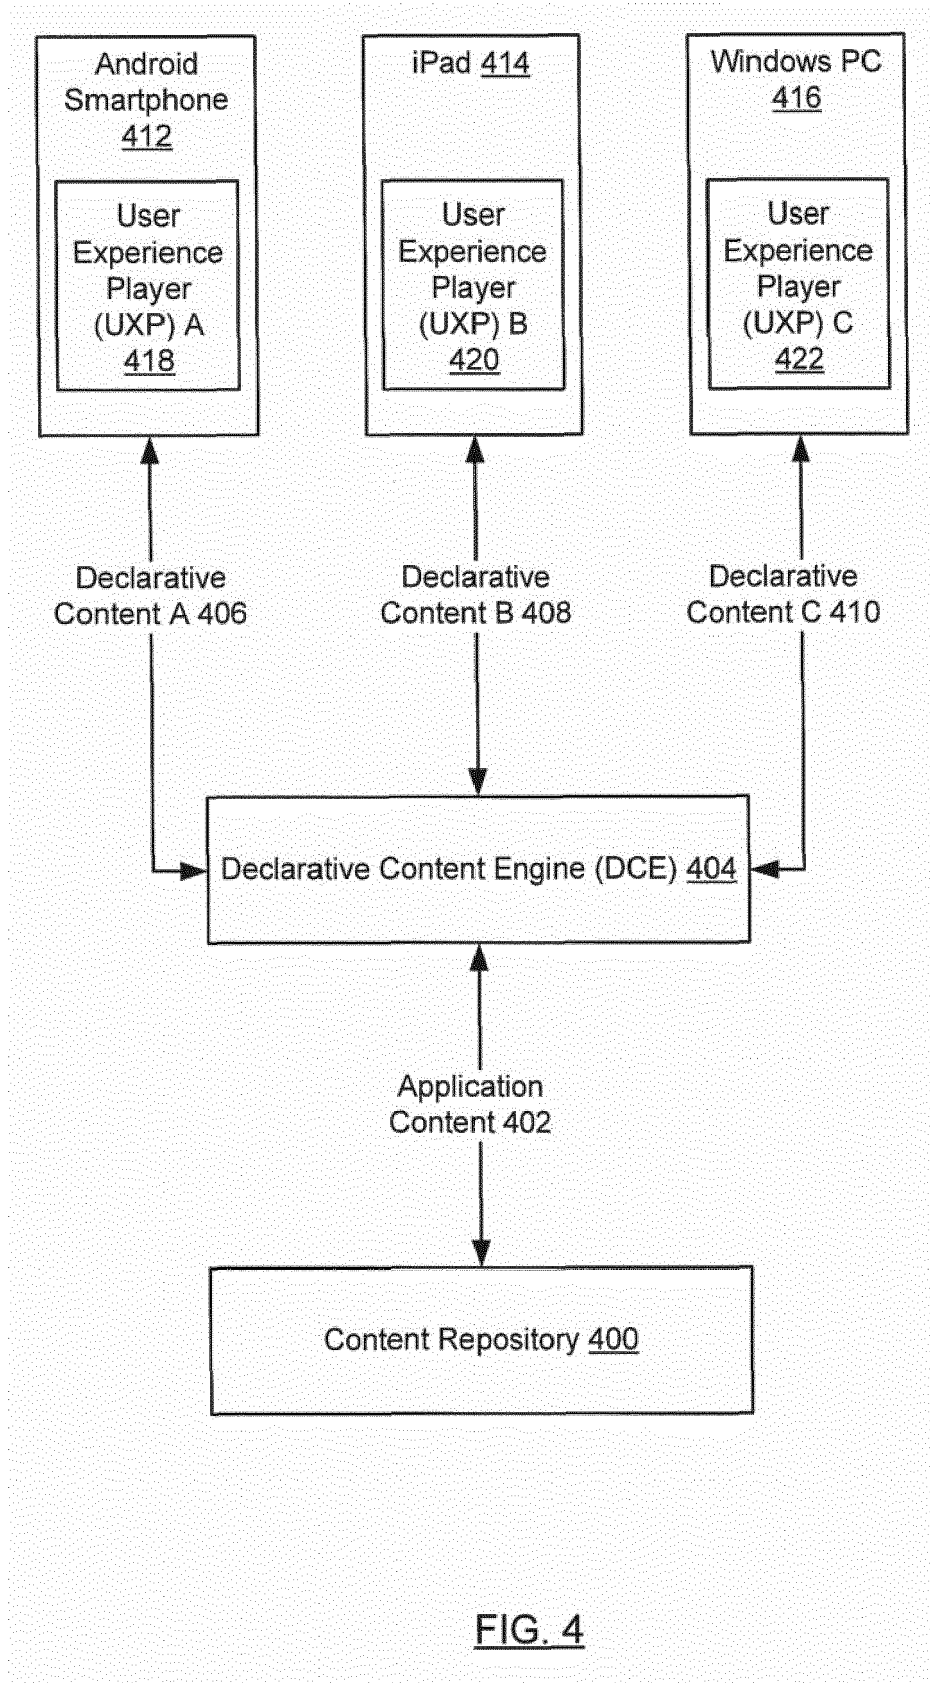 Android
Smartphone
412
User
Experience
Player
(UXP) A
418
iPad 414
User
Experience
Player
(UXP) B
420
Windows PC
416
User
Experience
Player
(UXP) C
422
Declarative
Content A 406
Declarative
Content B 408
Declarative
Content C 410
Declarative Content Engine (DCE) 404
Application
Content 402
Content Repository 400
FIG. 4